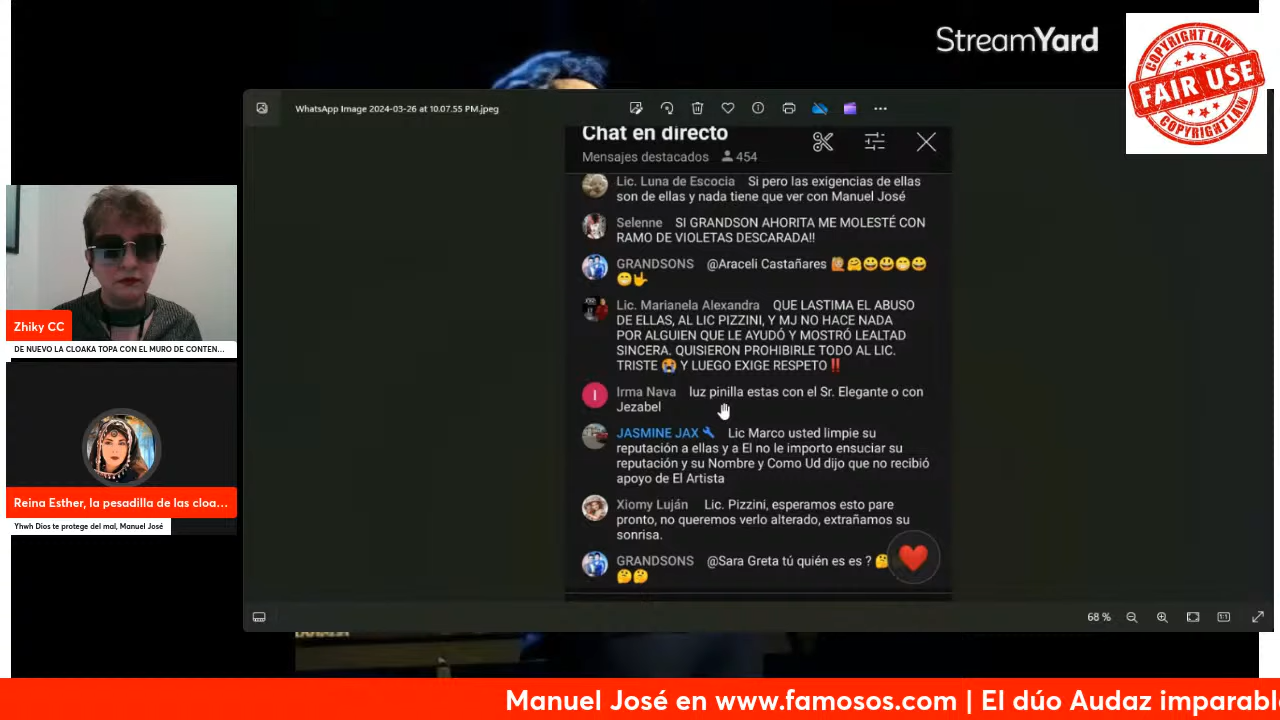 StreamYard
COPYRIGHT LAW
FAIR USE
COPYRIGHT LAW
WhatsApp Image 2024-03-26 at 10.07.55 PM.jpeg
Chat en directo
Mensajes destacados 454
Lic. Luna de Escocia Si pero las exigencias de ellas
son de ellas y nada tiene que ver con Manuel José
Selenne SI GRANDSON AHORITA ME MOLESTÉ CON
RAMO DE VIOLETAS DESCARADA!!
GRANDSONS @Araceli Castañares 🙋🏼🤗😃😃😁😀
😁🤟
Lic. Marianela Alexandra QUE LASTIMA EL ABUSO
DE ELLAS, AL LIC PIZZINI, Y MJ NO HACE NADA
POR ALGUIEN QUE LE AYUDÓ Y MOSTRÓ LEALTAD
SINCERA. QUISIERON PROHIBIRLE TODO AL LIC.
TRISTE 😭 Y LUEGO EXIGE RESPETO‼️
I Irma Nava luz pinilla estas con el Sr. Elegante o con
Jezabel
JASMINE JAX Lic Marco usted limpie su
reputación a ellas y a El no le importo ensuciar su
reputación y su Nombre y Como Ud dijo que no recibió
apoyo de El Artista
Xiomy Luján Lic. Pizzini, esperamos esto pare
pronto, no queremos verlo alterado, extrañamos su
sonrisa.
GRANDSONS @Sara Greta tú quién es es ? 🤔
🤔🤔
68 %
Zhiky CC
DE NUEVO LA CLOAKA TOPA CON EL MURO DE CONTEN...
Reina Esther, la pesadilla de las cloa...
Yhwh Dios te protege del mal, Manuel José
Manuel José en www.famosos.com | El dúo Audaz imparabl